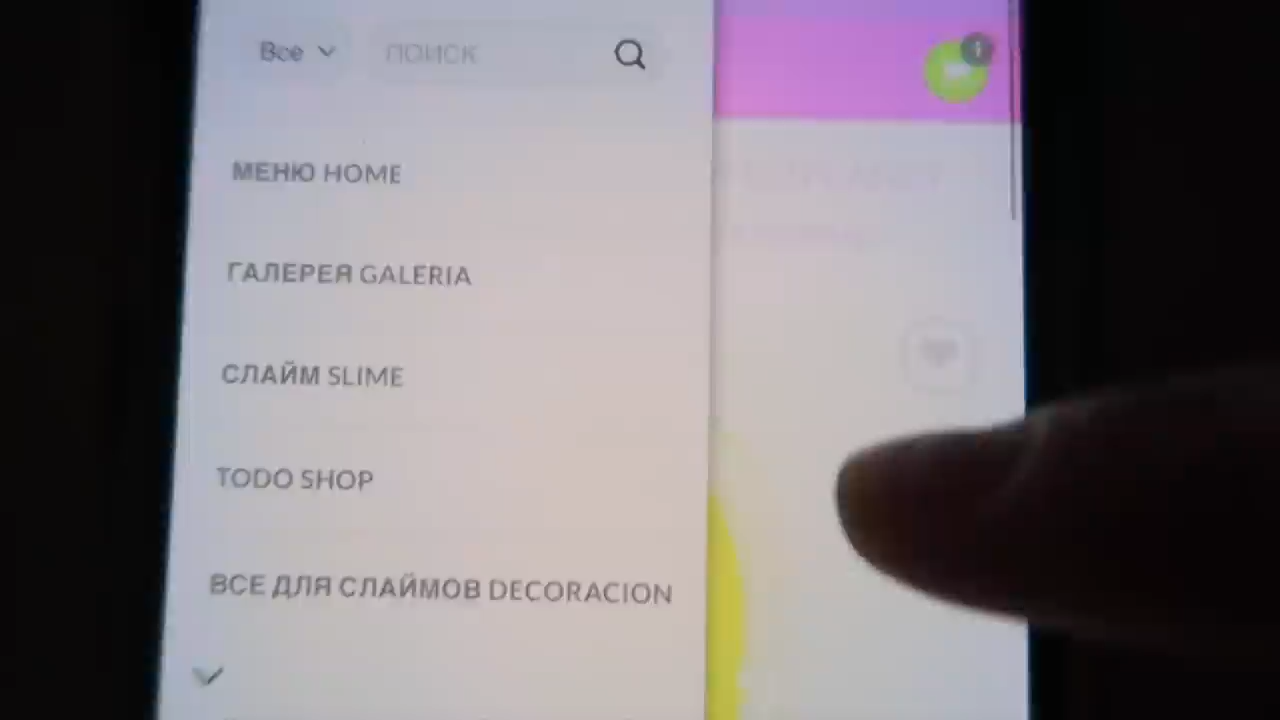 Все ПОИСК
МЕНЮ HOME
ГАЛЕРЕЯ GALERIA
СЛАЙМ SLIME
TODO SHOP
ВСЕ ДЛЯ СЛАЙМОВ DECORACION